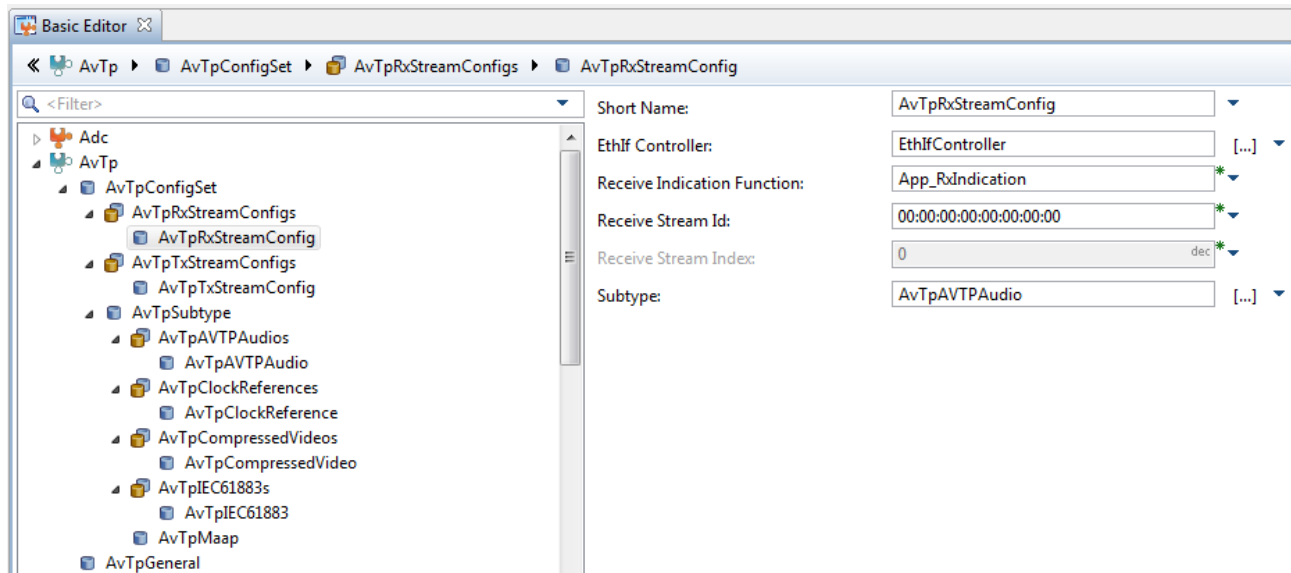 Basic Editor
AvTp AvTpConfigSet AvTpRxStreamConfigs AvTpRxStreamConfig
<Filter>
Adc
AvTp
AvTpConfigSet
AvTpRxStreamConfigs
AvTpRxStreamConfig
AvTpTxStreamConfigs
AvTpTxStreamConfig
AvTpSubtype
AvTpAVTPAudios
AvTpAVTPAudio
AvTpClockReferences
AvTpClockReference
AvTpCompressedVideos
AvTpCompressedVideo
AvTpIEC61883s
AvTpIEC61883
AvTpMaap
AvTpGeneral
Short Name: AvTpRxStreamConfig
EthIf Controller: EthIfController [...]
Receive Indication Function: App_RxIndication
Receive Stream Id: 00:00:00:00:00:00:00:00
Receive Stream Index: 0 dec
Subtype: AvTpAVTPAudio [...]